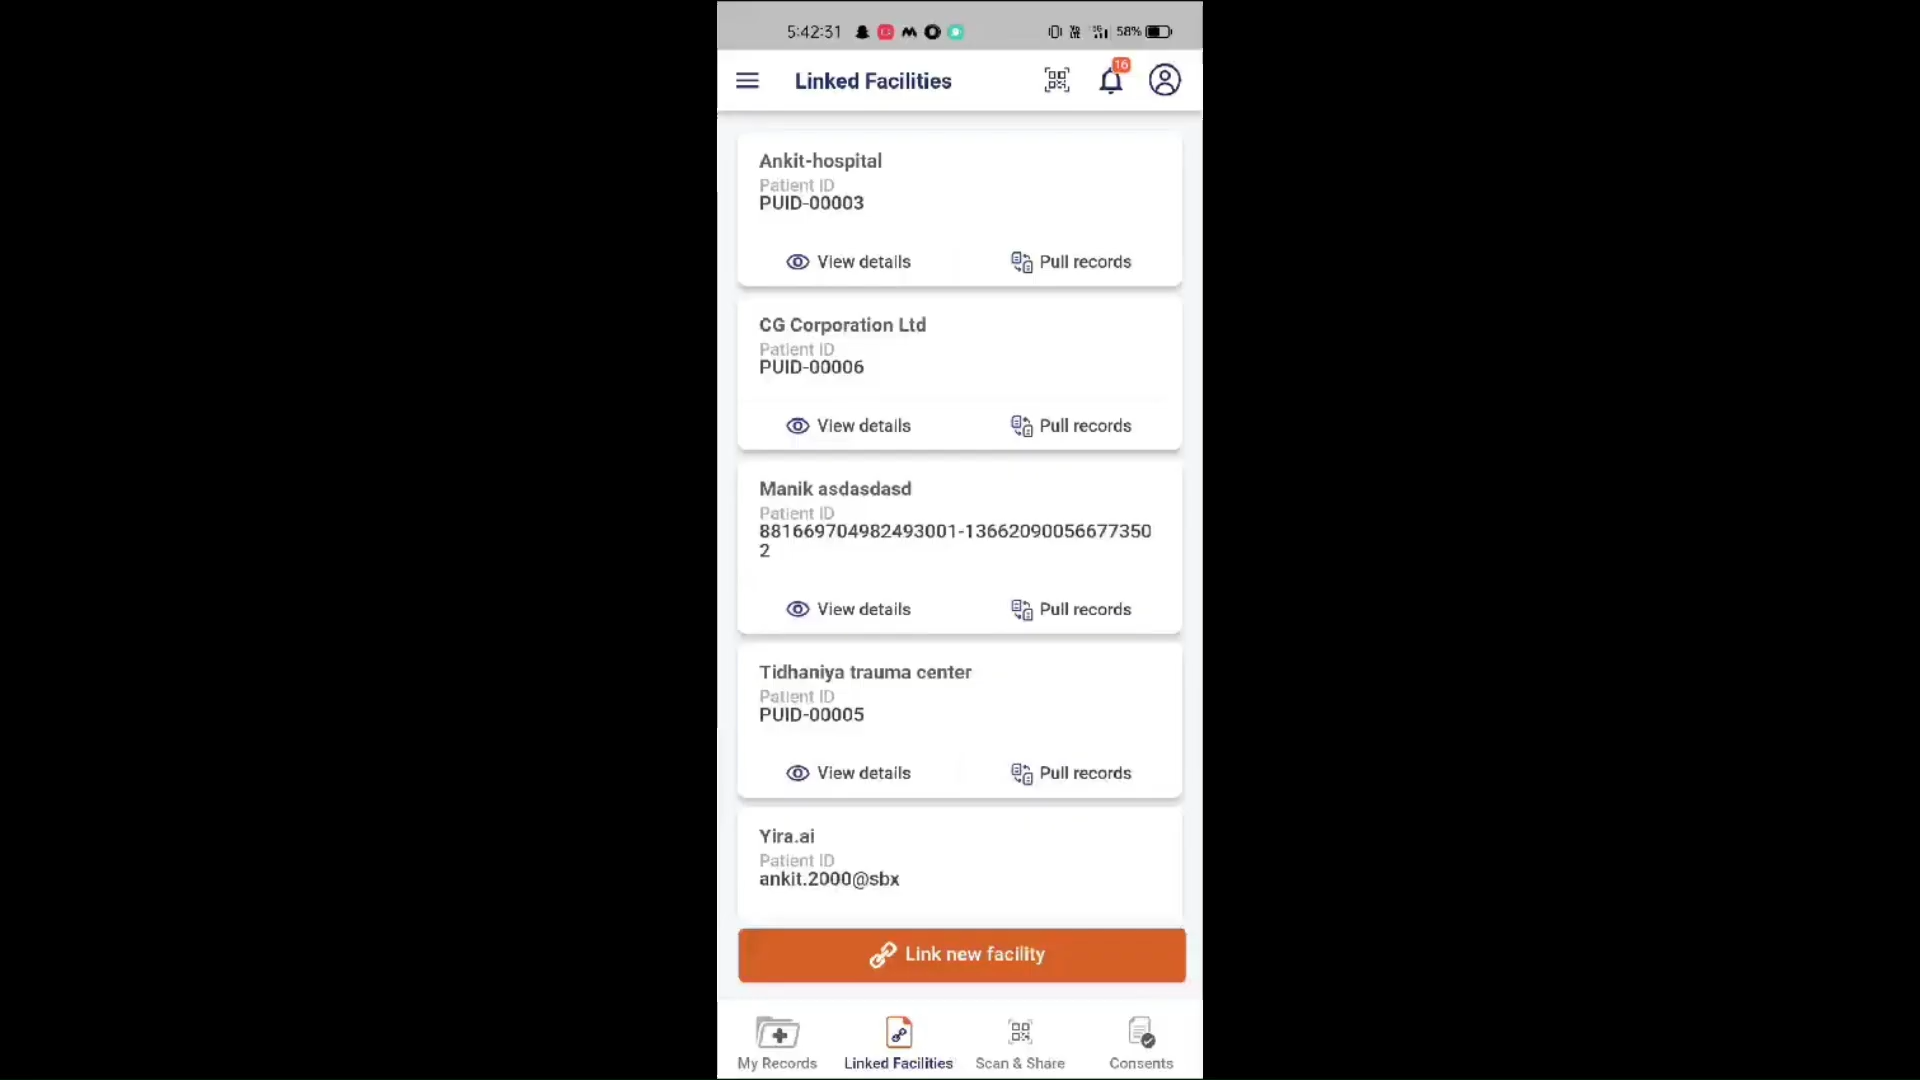 5:42:31
58%
Linked Facilities
16
Ankit-hospital
Patient ID
PUID-00003
View details
Pull records
CG Corporation Ltd
Patient ID
PUID-00006
View details
Pull records
Manik asdasdasd
Patient ID
881669704982493001-13662090056677350
2
View details
Pull records
Tidhaniya trauma center
Patient ID
PUID-00005
View details
Pull records
Yira.ai
Patient ID
ankit.2000@sbx
Link new facility
My Records
Linked Facilities
Scan & Share
Consents